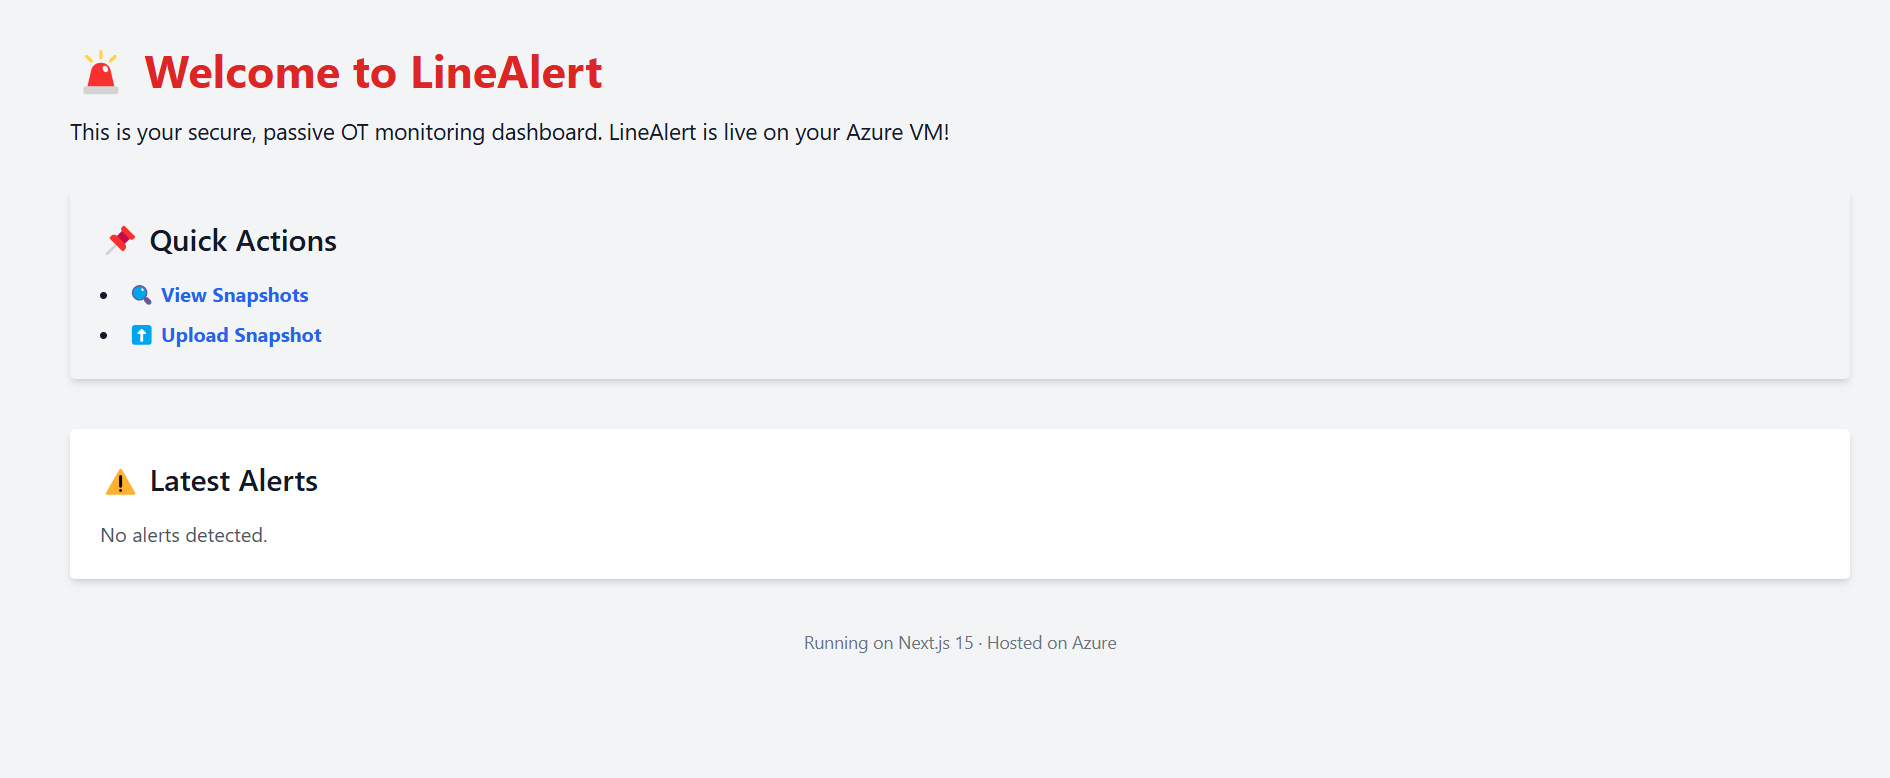 Welcome to LineAlert
This is your secure, passive OT monitoring dashboard. LineAlert is live on your Azure VM!
Quick Actions
View Snapshots
Upload Snapshot
Latest Alerts
No alerts detected.
Running on Next.js 15 · Hosted on Azure